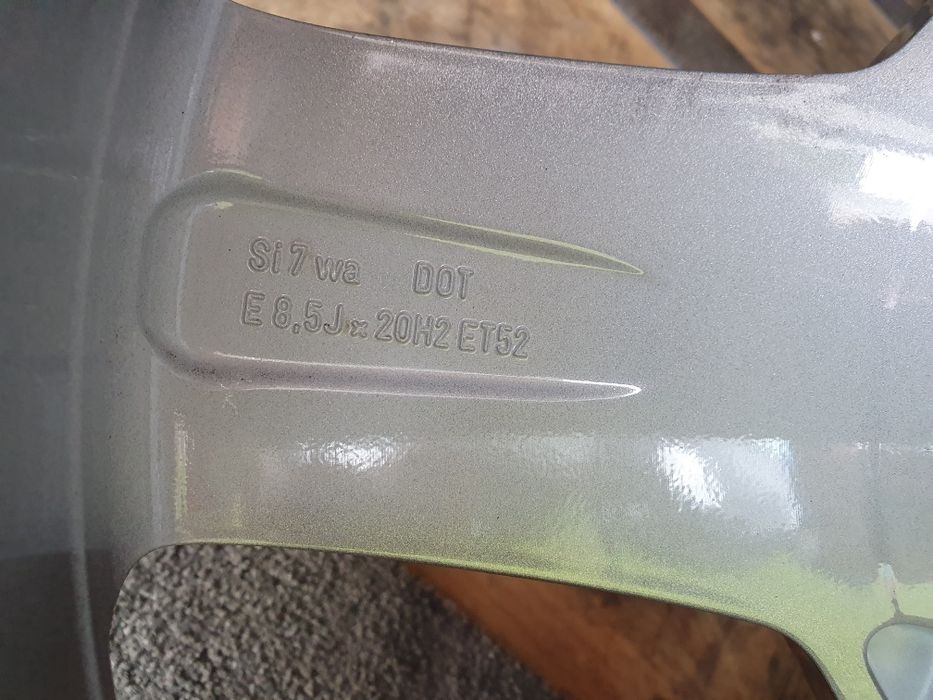 Si 7 wa DOT
E 8,5J x 20H2 ET52